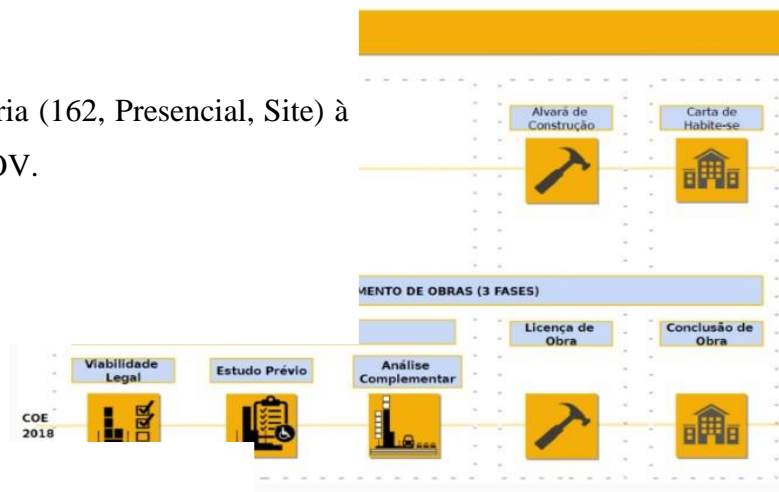 ria (162, Presencial, Site) à
OV.
Alvará de
Construção
Carta de
Habite-se
MENTO DE OBRAS (3 FASES)
Viabilidade
Legal
Estudo Prévio
Análise
Complementar
Licença de
Obra
Conclusão de
Obra
COE
2018